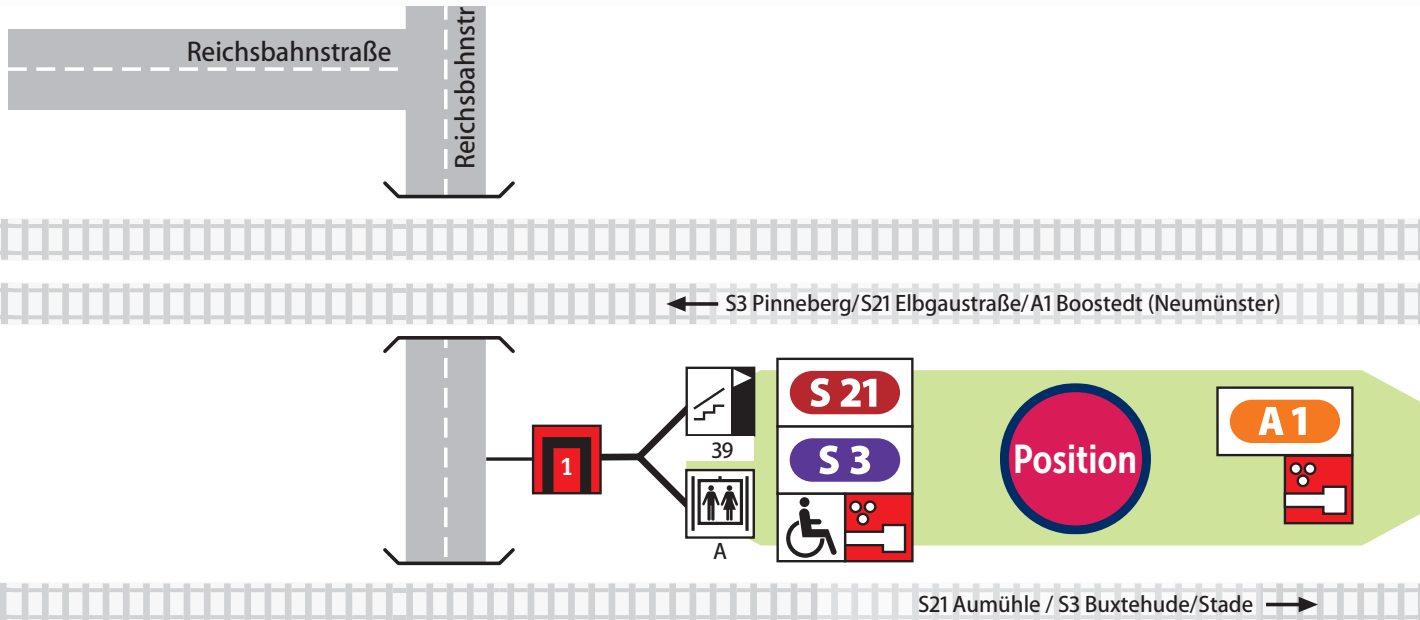 Reichsbahnstraße
Reichsbahnstr
S3 Pinneberg/S21 Elbgaustraße/A1 Boostedt (Neumünster)
S 21
A 1
39
S 3
Position
1
A
S21 Aumühle / S3 Buxtehude/Stade